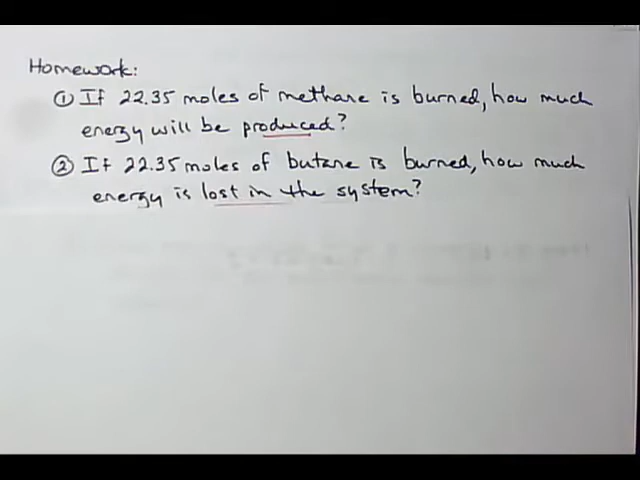 Homework:
① If 22.35 moles of methane is burned, how much
energy will be produced?
② If 22.35 moles of butane is burned, how much
energy is lost in the system?